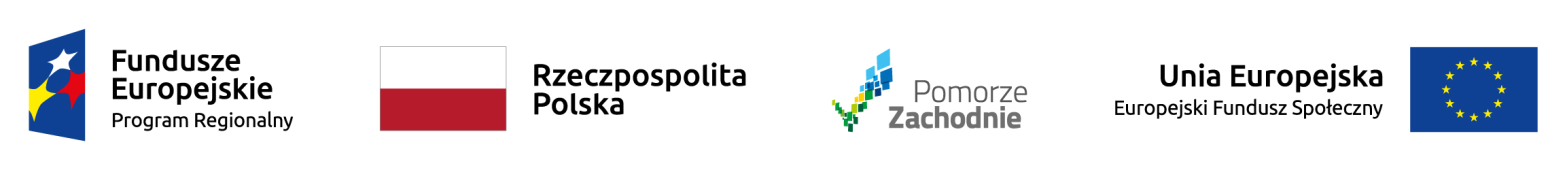 Fundusze
Europejskie
Program Regionalny
Rzeczpospolita
Polska
Pomorze
Zachodnie
Unia Europejska
Europejski Fundusz Społeczny